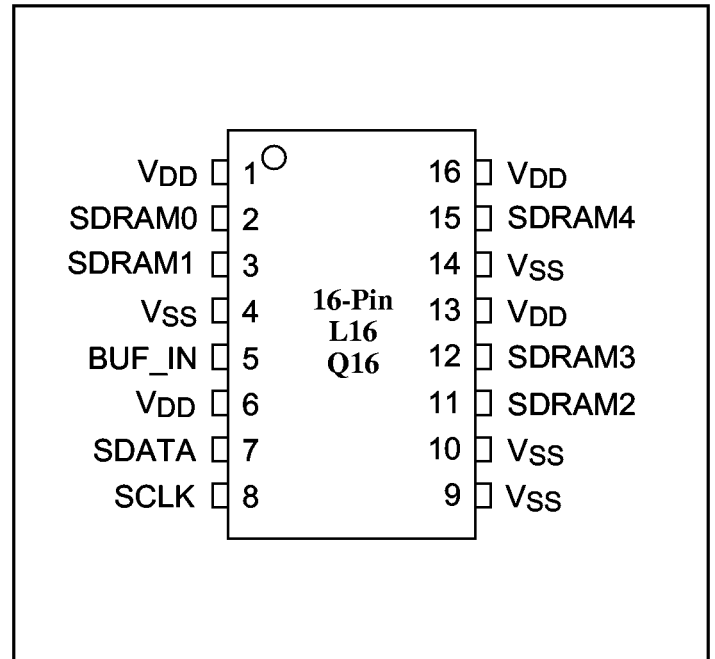 VDD 1 16 VDD
SDRAM0 2 15 SDRAM4
SDRAM1 3 14 VSS
VSS 4 16-Pin 13 VDD
L16
BUF_IN 5 Q16 12 SDRAM3
VDD 6 11 SDRAM2
SDATA 7 10 VSS
SCLK 8 9 VSS